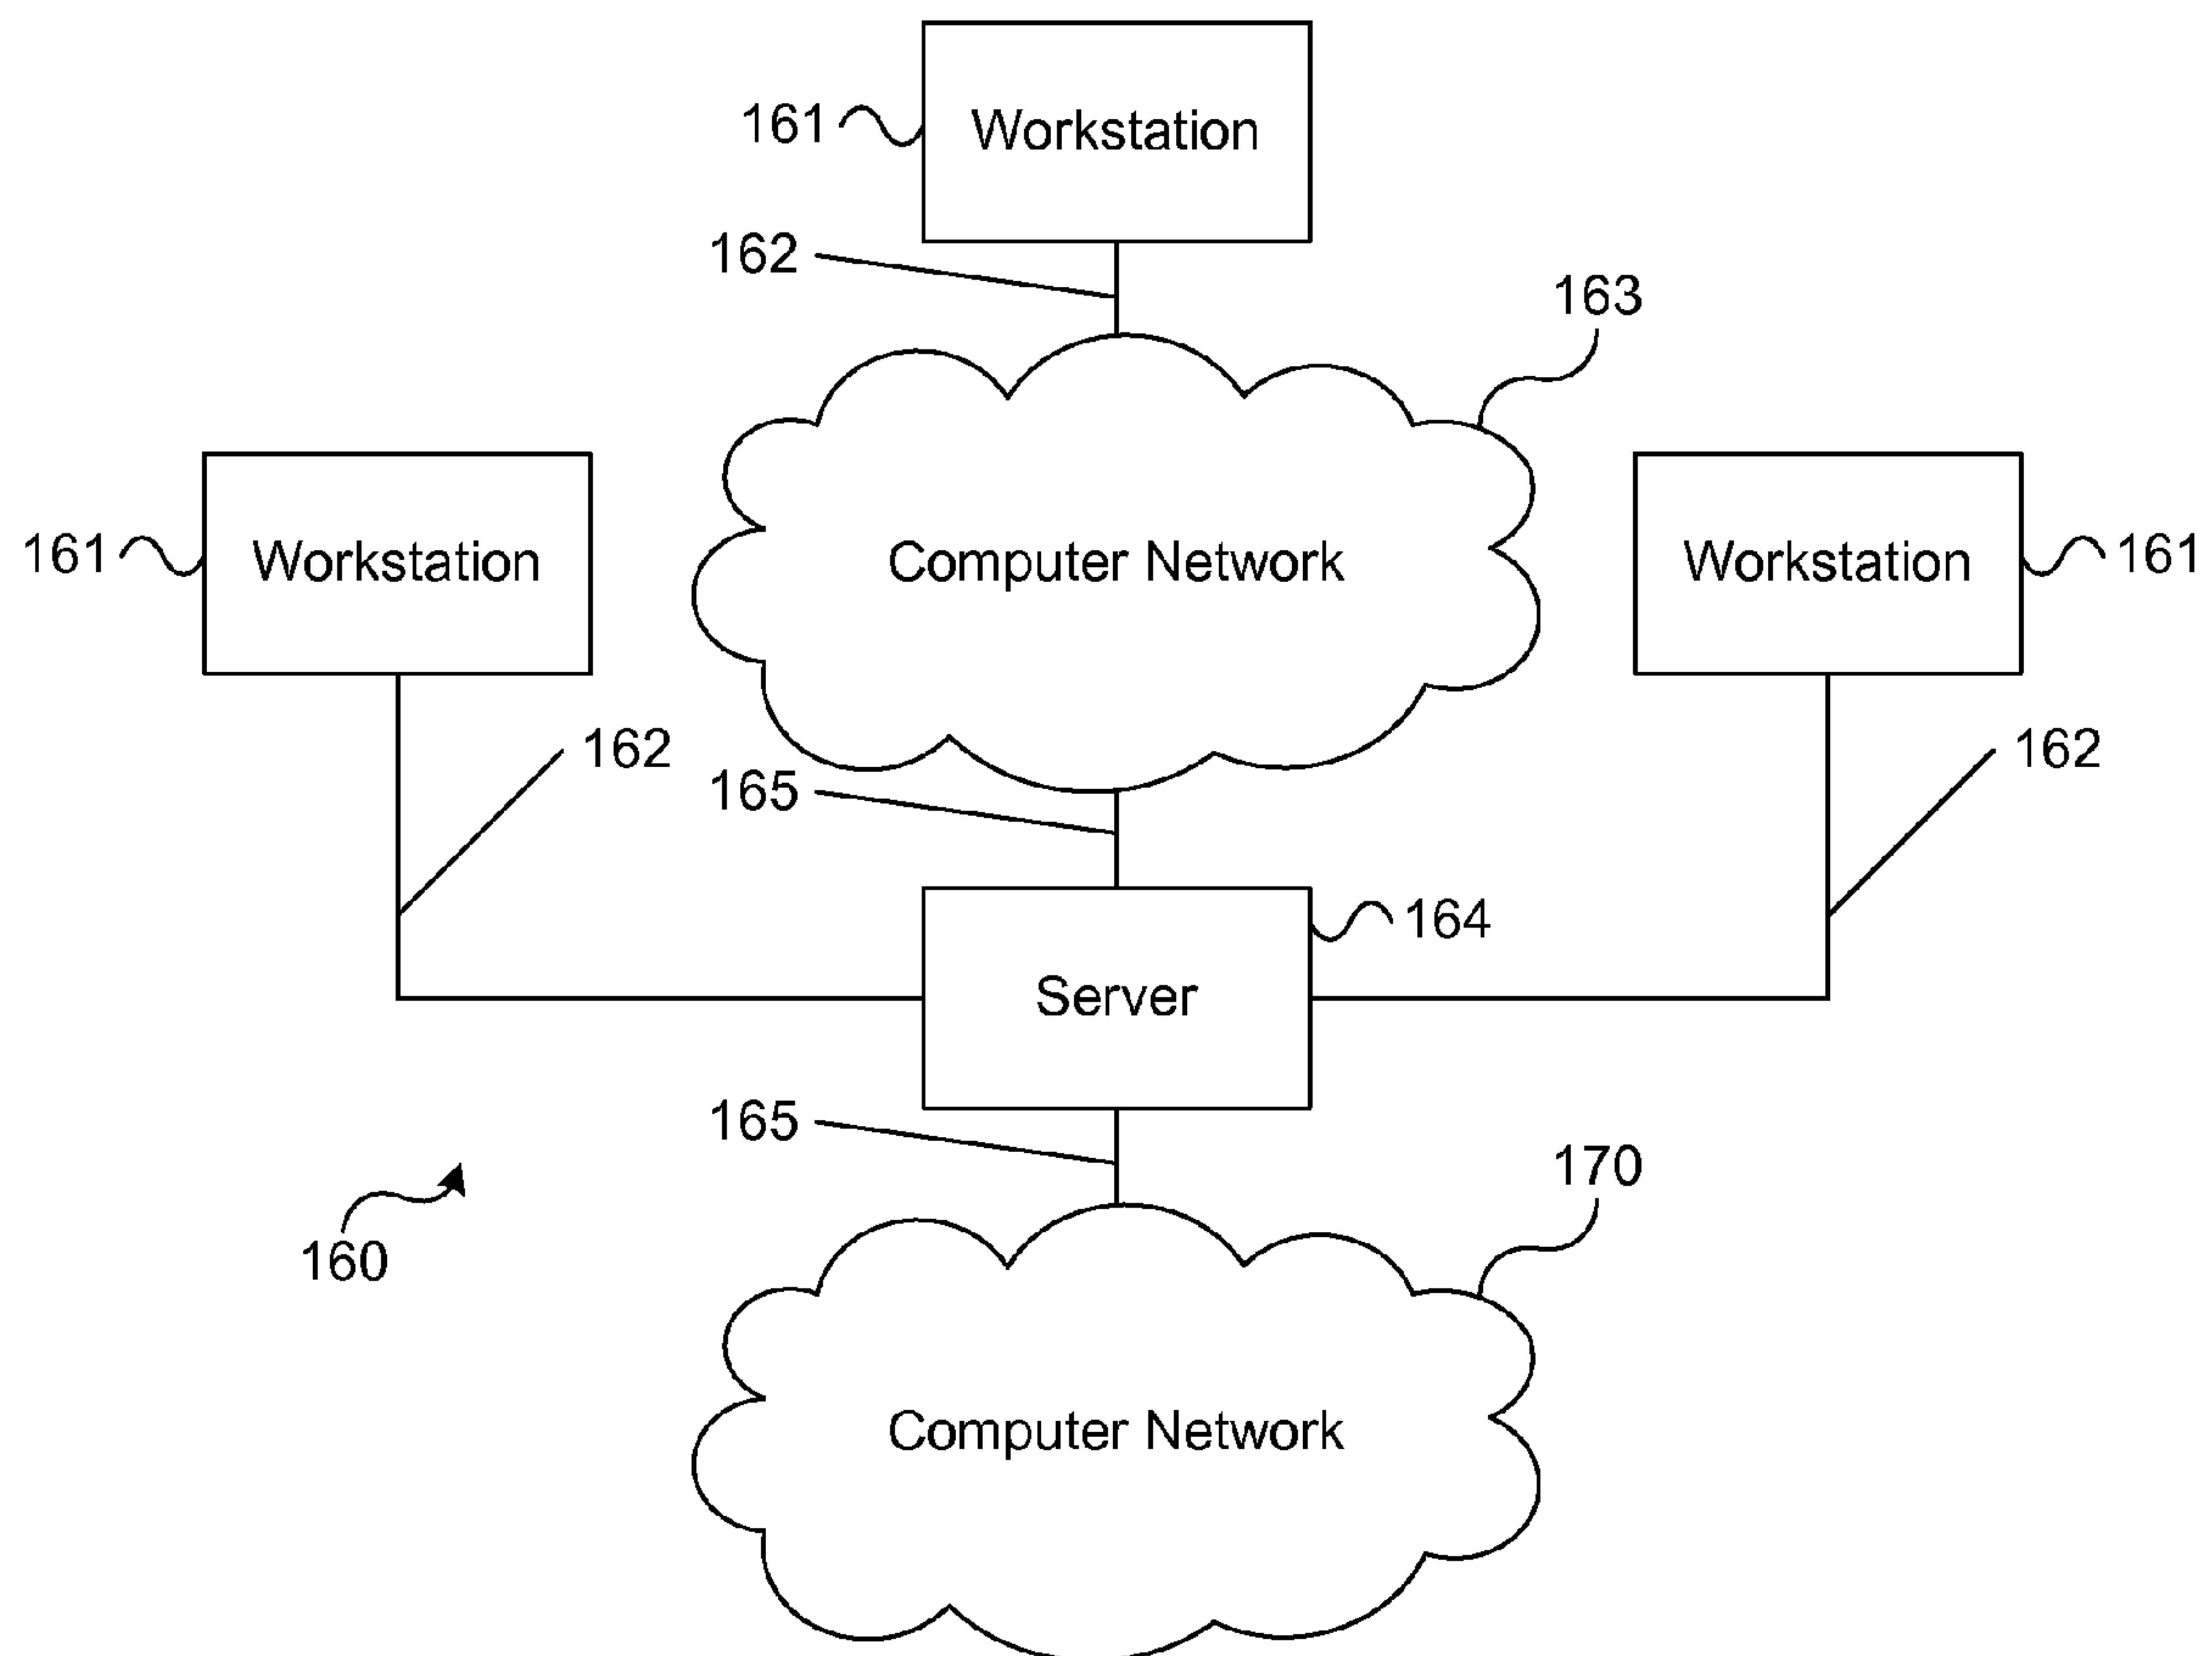 161
Workstation
162
163
161
Workstation
Computer Network
Workstation
161
162
165
162
164
Server
165
170
160
Computer Network